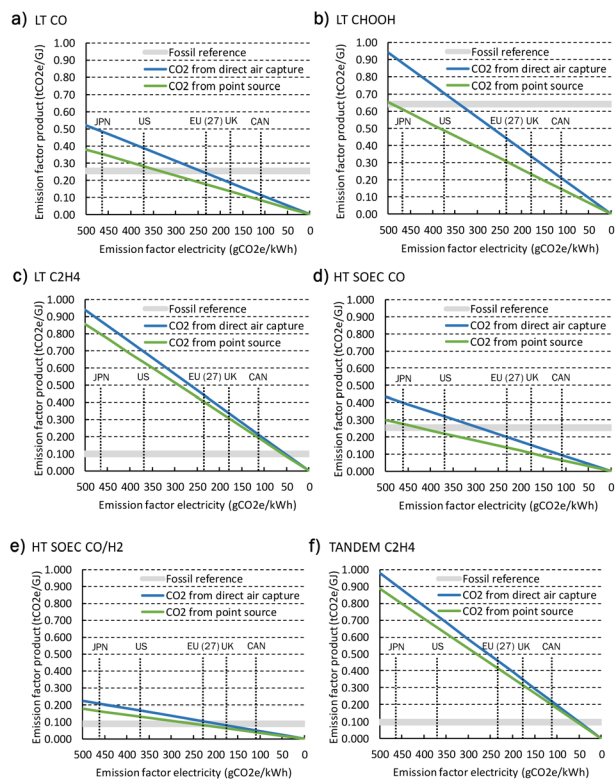 a) LT CO
Emission factor product (tCO2e/GJ)
1.00
0.90
0.80
0.70
0.60
0.50
0.40
0.30
0.20
0.10
0.00
Fossil reference
CO2 from direct air capture
CO2 from point source
JPN US EU (27) UK CAN
500 450 400 350 300 250 200 150 100 50 0
Emission factor electricity (gCO2e/kWh)
b) LT CHOOH
Emission factor product (tCO2e/GJ)
1.00
0.90
0.80
0.70
0.60
0.50
0.40
0.30
0.20
0.10
0.00
Fossil reference
CO2 from direct air capture
CO2 from point source
JPN US EU (27) UK CAN
500 450 400 350 300 250 200 150 100 50 0
Emission factor electricity (gCO2e/kWh)
c) LT C2H4
Emission factor product (tCO2e/GJ)
1.000
0.900
0.800
0.700
0.600
0.500
0.400
0.300
0.200
0.100
0.000
Fossil reference
CO2 from direct air capture
CO2 from point source
JPN US EU (27) UK CAN
500 450 400 350 300 250 200 150 100 50 0
Emission factor electricity (gCO2e/kWh)
d) HT SOEC CO
Emission factor product (tCO2e/GJ)
1.000
0.900
0.800
0.700
0.600
0.500
0.400
0.300
0.200
0.100
0.000
Fossil reference
CO2 from direct air capture
CO2 from point source
JPN US EU (27) UK CAN
500 450 400 350 300 250 200 150 100 50 0
Emission factor electricity (gCO2e/kWh)
e) HT SOEC CO/H2
Emission factor product (tCO2e/GJ)
1.000
0.900
0.800
0.700
0.600
0.500
0.400
0.300
0.200
0.100
0.000
Fossil reference
CO2 from direct air capture
CO2 from point source
JPN US EU (27) UK CAN
500 450 400 350 300 250 200 150 100 50 0
Emission factor electricity (gCO2e/kWh)
f) TANDEM C2H4
Emission factor product (tCO2e/GJ)
1.000
0.900
0.800
0.700
0.600
0.500
0.400
0.300
0.200
0.100
0.000
Fossil reference
CO2 from direct air capture
CO2 from point source
JPN US EU (27) UK CAN
500 450 400 350 300 250 200 150 100 50 0
Emission factor electricity (gCO2e/kWh)